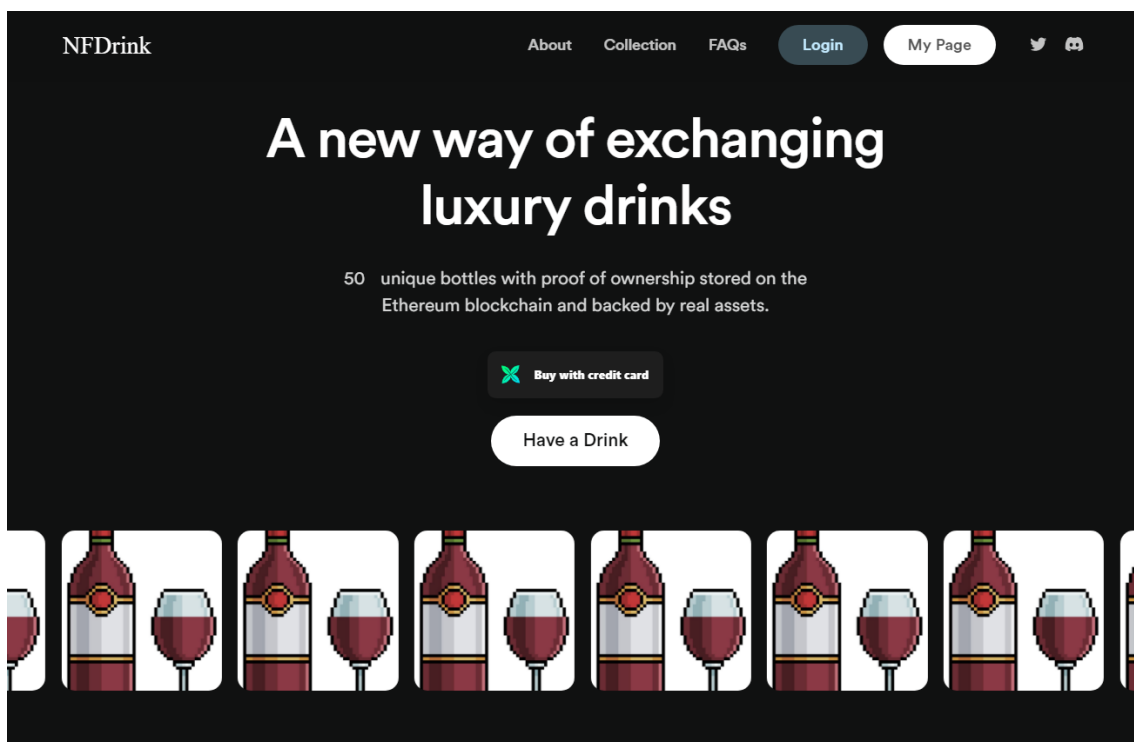 NFDrink
About
Collection
FAQs
Login
My Page
A new way of exchanging
luxury drinks
50 unique bottles with proof of ownership stored on the
Ethereum blockchain and backed by real assets.
Buy with credit card
Have a Drink